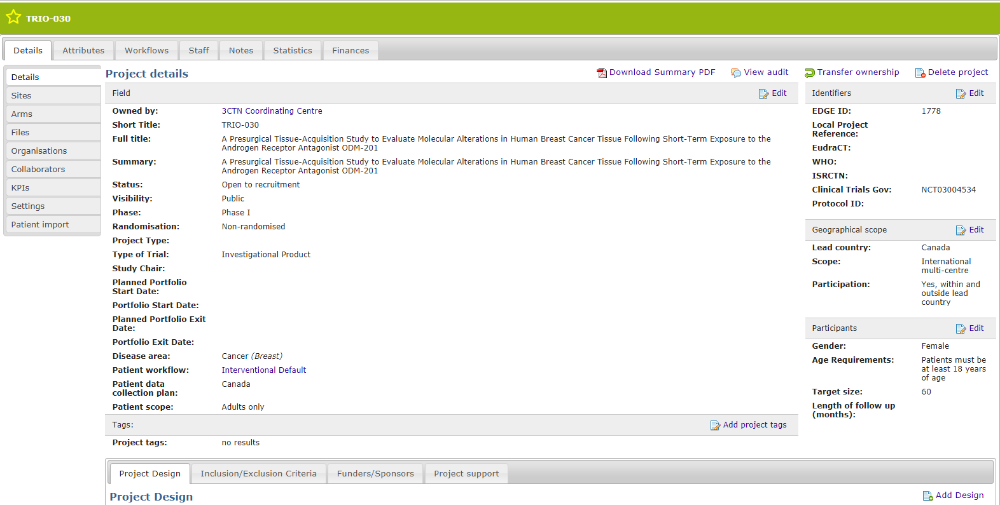 TRIO-030
Details Attributes Workflows Staff Notes Statistics Finances
Details
Sites
Arms
Files
Organisations
Collaborators
KPIs
Settings
Patient import
Project details
Download Summary PDF View audit Transfer ownership Delete project
Field Edit
Owned by: 3CTN Coordinating Centre
Short Title: TRIO-030
Full title: A Presurgical Tissue-Acquisition Study to Evaluate Molecular Alterations in Human Breast Cancer Tissue Following Short-Term Exposure to the
Androgen Receptor Antagonist ODM-201
Summary: A Presurgical Tissue-Acquisition Study to Evaluate Molecular Alterations in Human Breast Cancer Tissue Following Short-Term Exposure to the
Androgen Receptor Antagonist ODM-201
Status: Open to recruitment
Visibility: Public
Phase: Phase I
Randomisation: Non-randomised
Project Type:
Type of Trial: Investigational Product
Study Chair:
Planned Portfolio
Start Date:
Portfolio Start Date:
Planned Portfolio Exit
Date:
Portfolio Exit Date:
Disease area: Cancer (Breast)
Patient workflow: Interventional Default
Patient data Canada
collection plan:
Patient scope: Adults only
Tags: Add project tags
Project tags: no results
Identifiers Edit
EDGE ID: 1778
Local Project
Reference:
EudraCT:
WHO:
ISRCTN:
Clinical Trials Gov: NCT03004534
Protocol ID:
Geographical scope Edit
Lead country: Canada
Scope: International
multi-centre
Participation: Yes, within and
outside lead
country
Participants Edit
Gender: Female
Age Requirements: Patients must be
at least 18 years
of age
Target size: 60
Length of follow up
(months):
Project Design Inclusion/Exclusion Criteria Funders/Sponsors Project support
Project Design Add Design